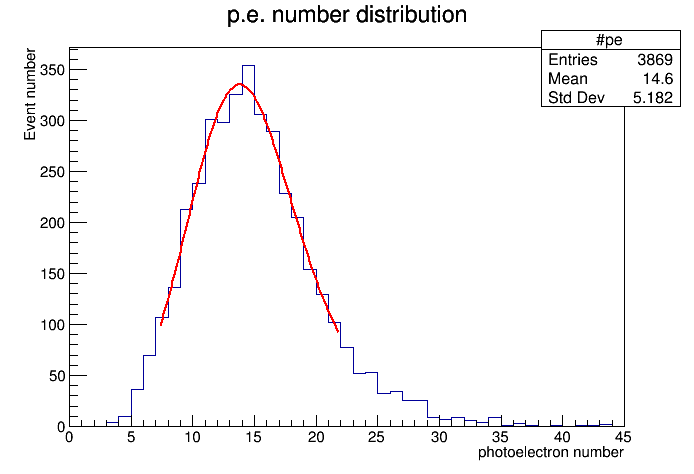 p.e. number distribution
#pe
Entries 3869
Mean 14.6
Std Dev 5.182
Event number
350
300
250
200
150
100
50
0
0 5 10 15 20 25 30 35 40 45
photoelectron number